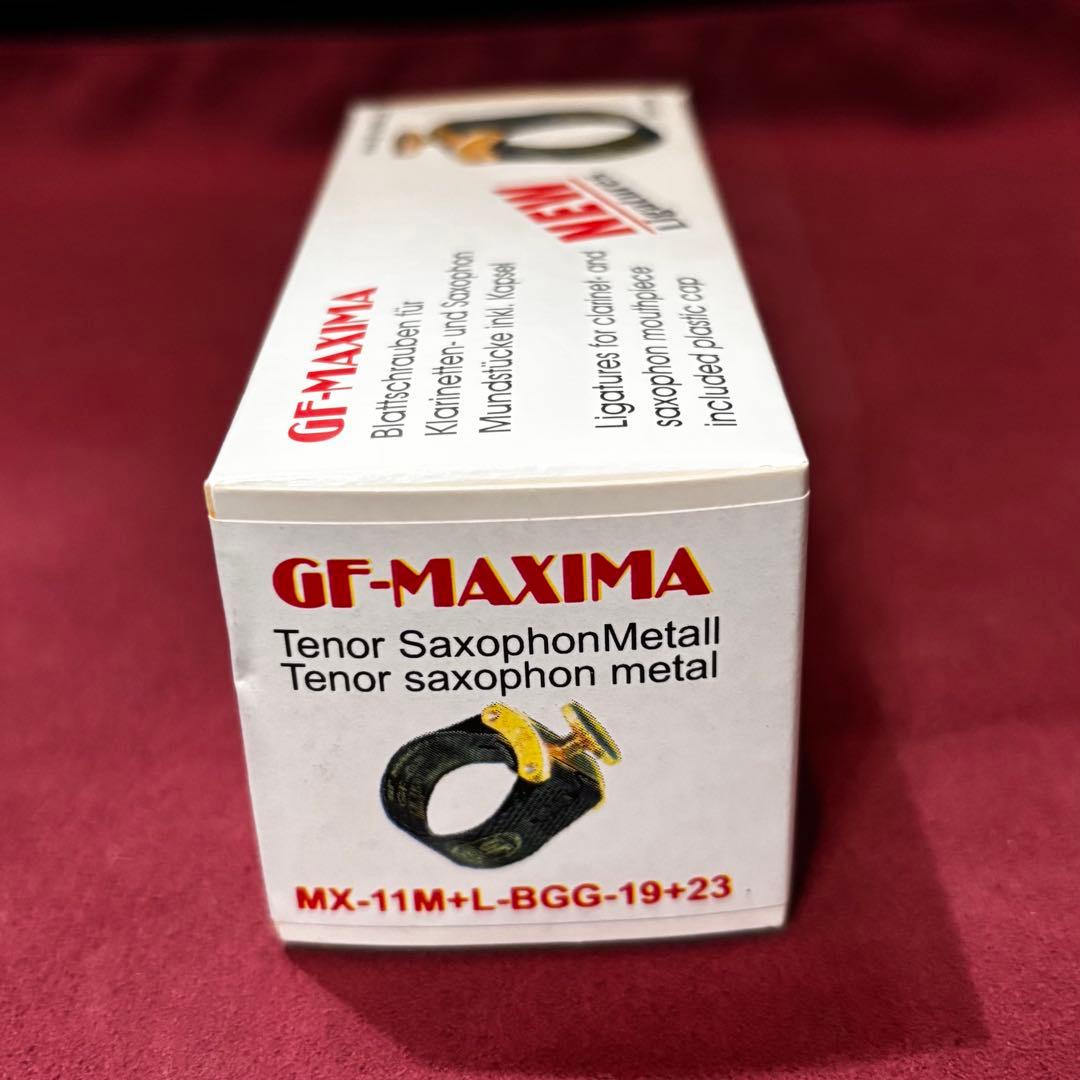 NEW
Ligatures
GF-MAXIMA
Blattschrauben für
Klarinetten- und Saxophon
Mundstücke inkl. Kapsel
Ligatures for clarinet- and
saxophon mouthpiece
included plastic cap
GF-MAXIMA
Tenor SaxophonMetall
Tenor saxophon metal
MX-11M+L-BGG-19+23